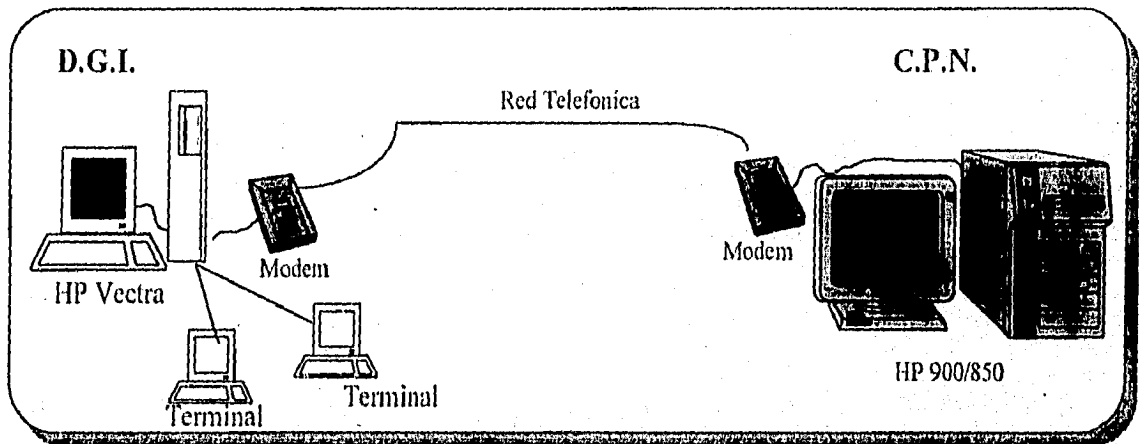 D.G.I.
C.P.N.
Red Telefonica
Modem
Modem
HP Vectra
HP 900/850
Terminal
Terminal